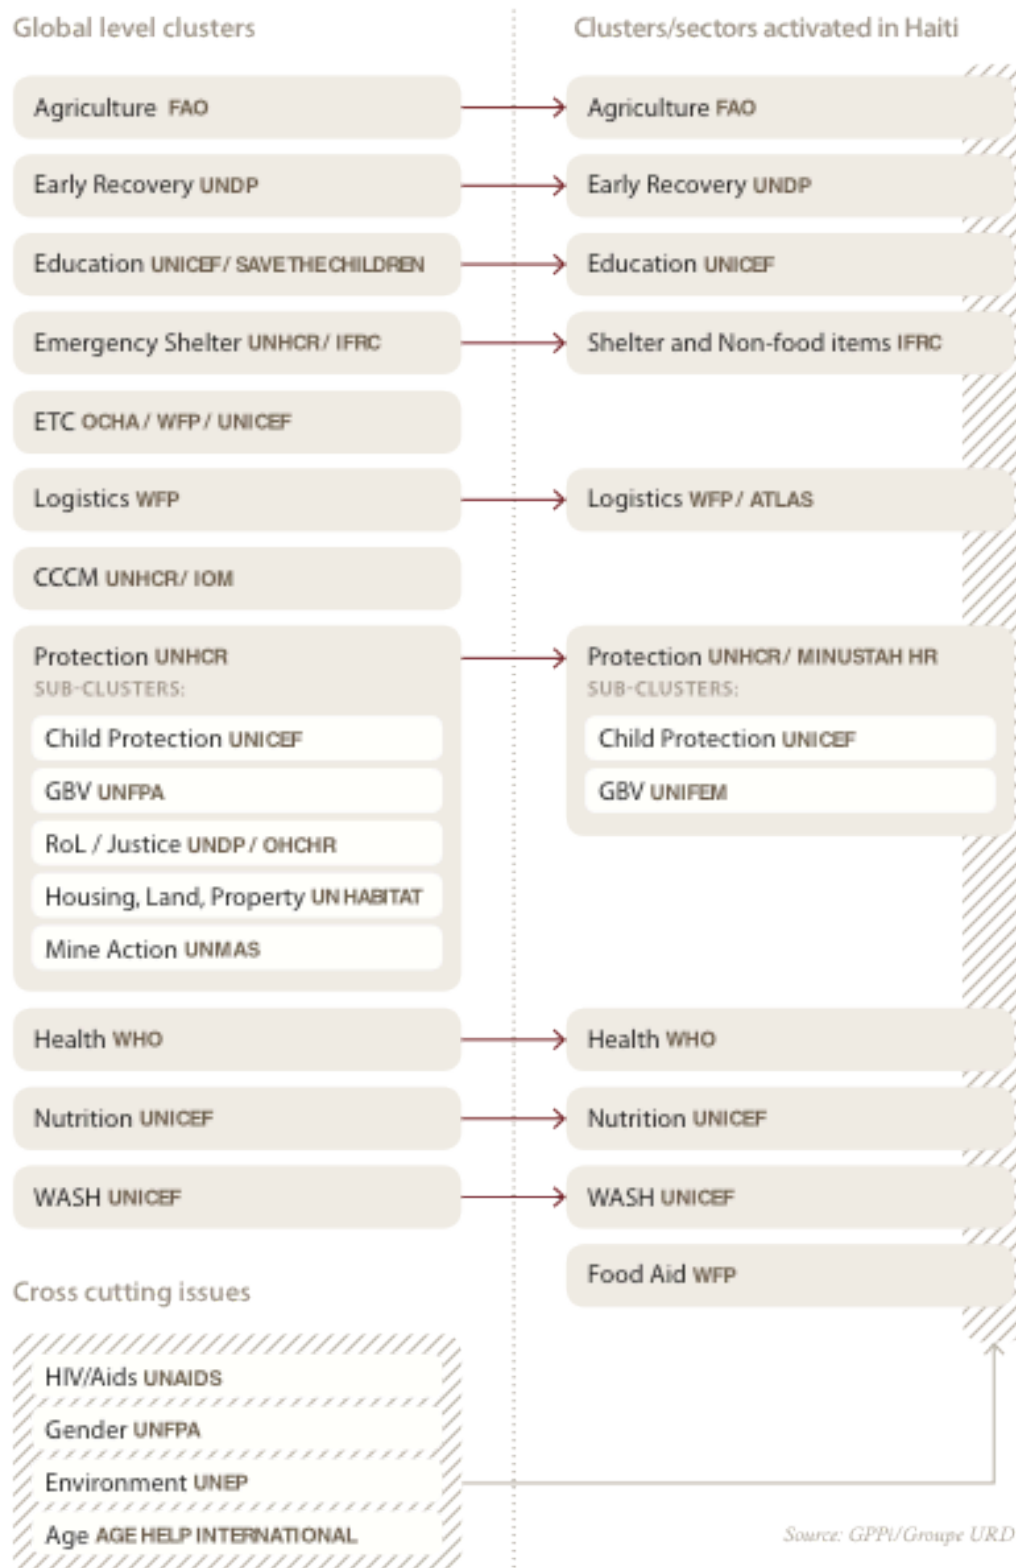 Global level clusters
Agriculture FAO
Early Recovery UNDP
Education UNICEF/ SAVE THE CHILDREN
Emergency Shelter UNHCR/ IFRC
ETC OCHA/ WFP/ UNICEF
Logistics WFP
CCCM UNHCR/ IOM
Protection UNHCR
SUB-CLUSTERS:
Child Protection UNICEF
GBV UNFPA
RoL / Justice UNDP/ OHCHR
Housing, Land, Property UN HABITAT
Mine Action UNMAS
Health WHO
Nutrition UNICEF
WASH UNICEF
Cross cutting issues
HIV/Aids UNAIDS
Gender UNFPA
Environment UNEP
Age AGE HELP INTERNATIONAL
Clusters/sectors activated in Haiti
Agriculture FAO
Early Recovery UNDP
Education UNICEF
Shelter and Non-food items IFRC
Logistics WFP/ ATLAS
Protection UNHCR/ MINUSTAH HR
SUB-CLUSTERS:
Child Protection UNICEF
GBV UNIFEM
Health WHO
Nutrition UNICEF
WASH UNICEF
Food Aid WFP
Source: GPPi/Groupe URD